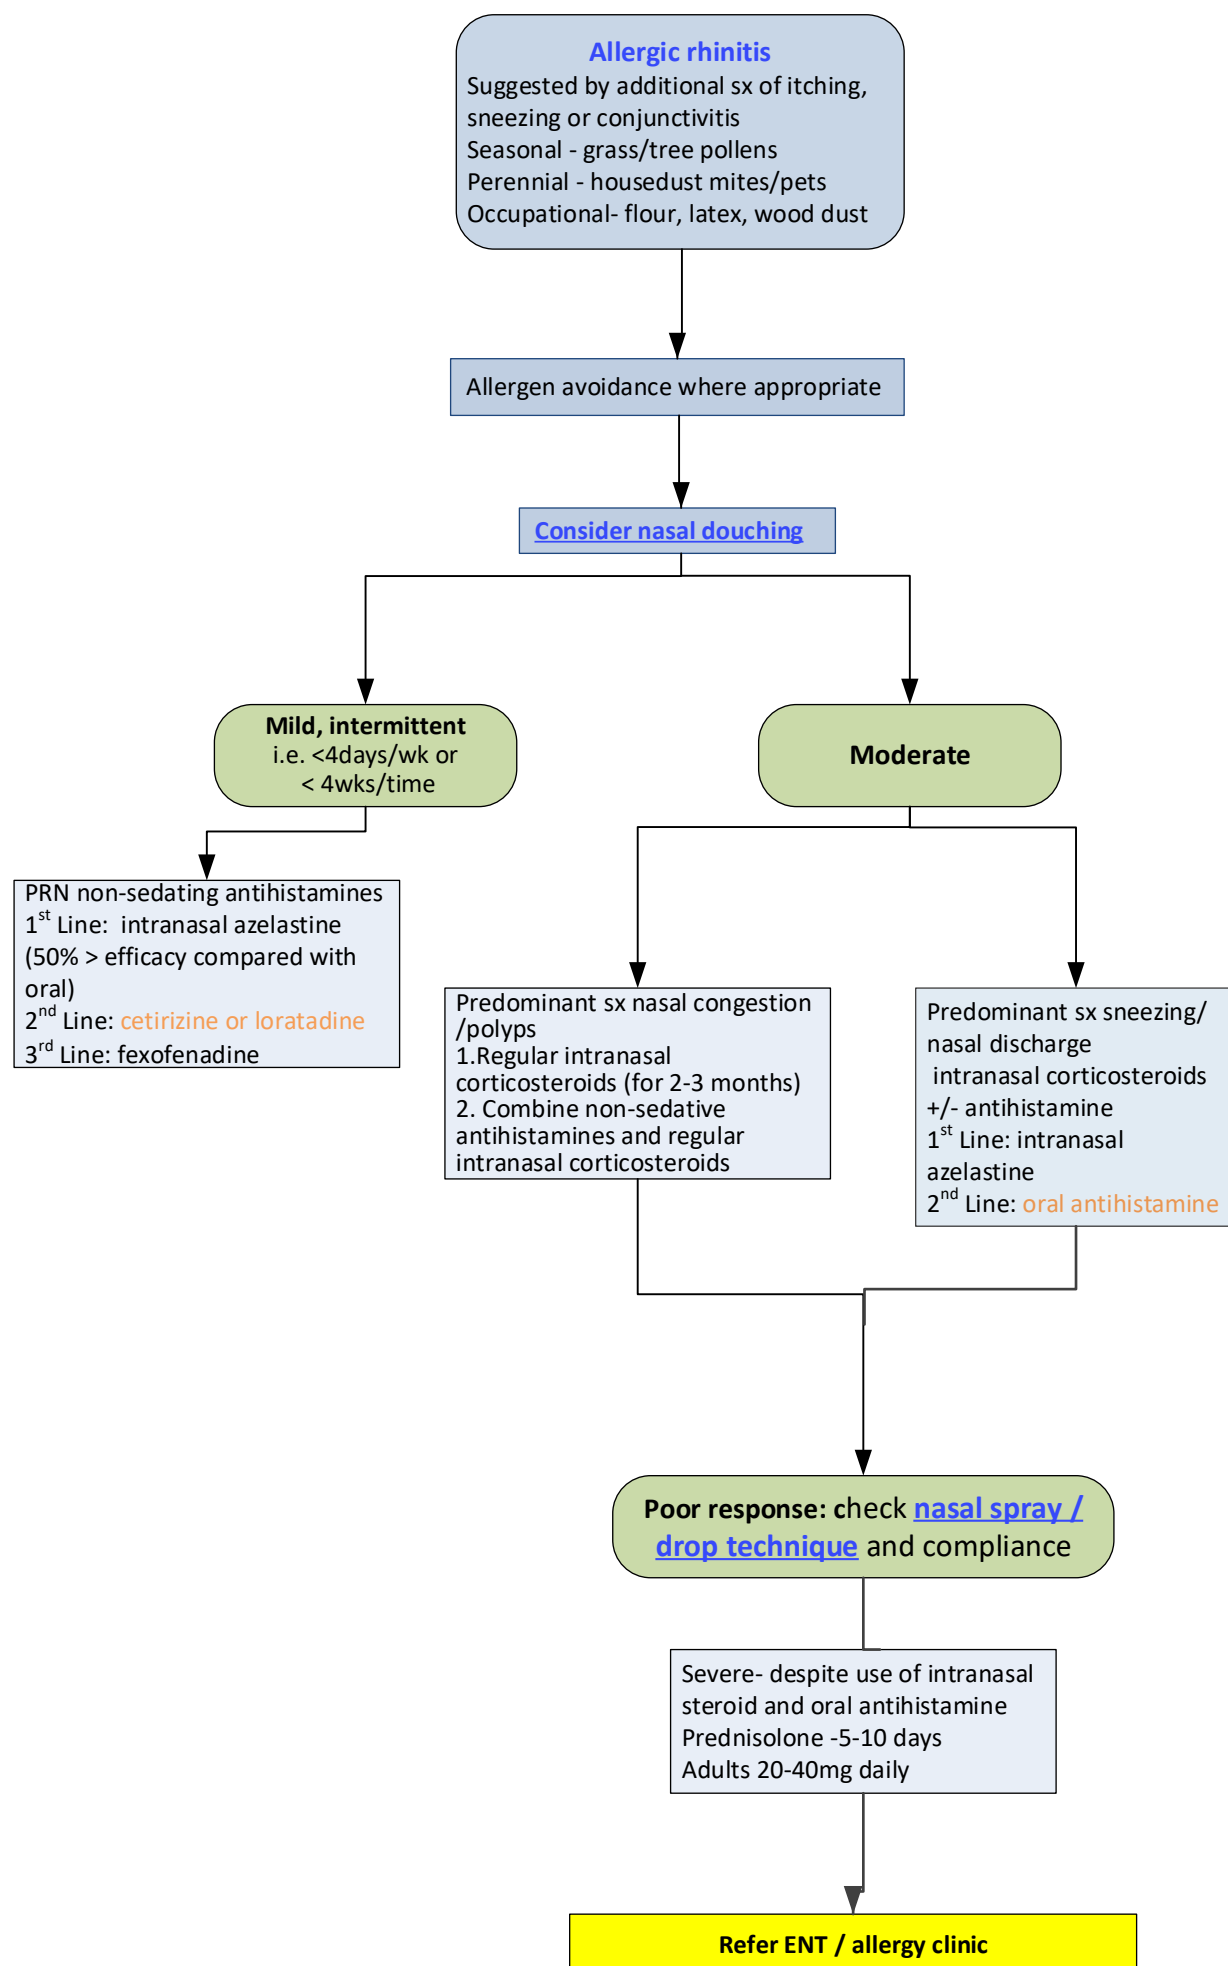 Allergic rhinitis
Suggested by additional sx of itching,
sneezing or conjunctivitis
Seasonal - grass/tree pollens
Perennial - housedust mites/pets
Occupational- flour, latex, wood dust
Allergen avoidance where appropriate
Consider nasal douching
Mild, intermittent
i.e. <4days/wk or
< 4wks/time
Moderate
PRN non-sedating antihistamines
1st Line:  intranasal azelastine
(50% > efficacy compared with
oral)
2nd Line: cetirizine or loratadine
3rd Line: fexofenadine
Predominant sx nasal congestion
/polyps
1.Regular intranasal
corticosteroids (for 2-3 months)
2. Combine non-sedative
antihistamines and regular
intranasal corticosteroids
Predominant sx sneezing/
nasal discharge
intranasal corticosteroids
+/- antihistamine
1st Line: intranasal
azelastine
2nd Line: oral antihistamine
Poor response: check nasal spray /
drop technique and compliance
Severe- despite use of intranasal
steroid and oral antihistamine
Prednisolone -5-10 days
Adults 20-40mg daily
Refer ENT / allergy clinic